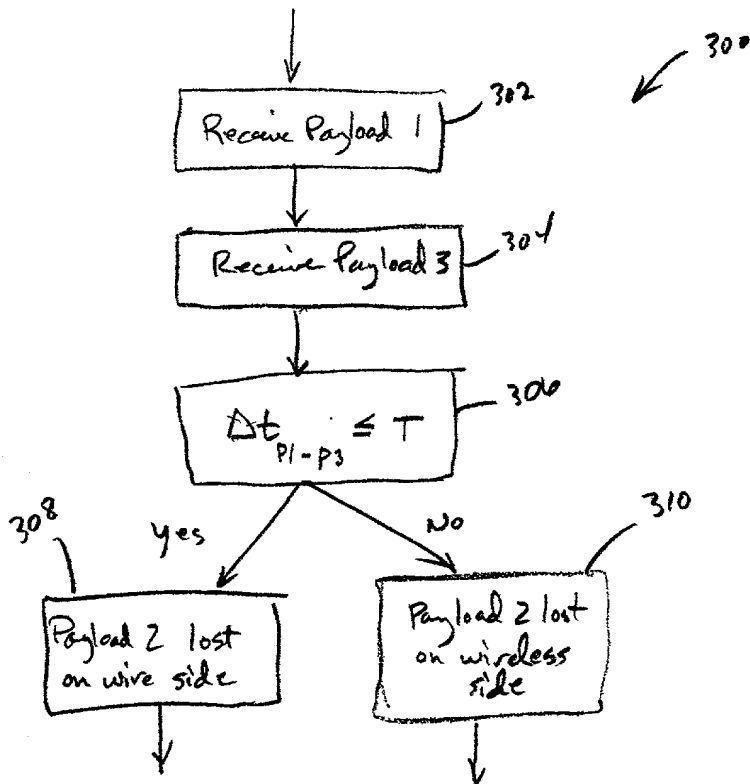 300
302
Receive Payload 1
304
Receive Payload 3
306
Δt P1-P3 ≤ T
308
Yes
No
310
Payload 2 lost
on wire side
Payload 2 lost
on wireless
side